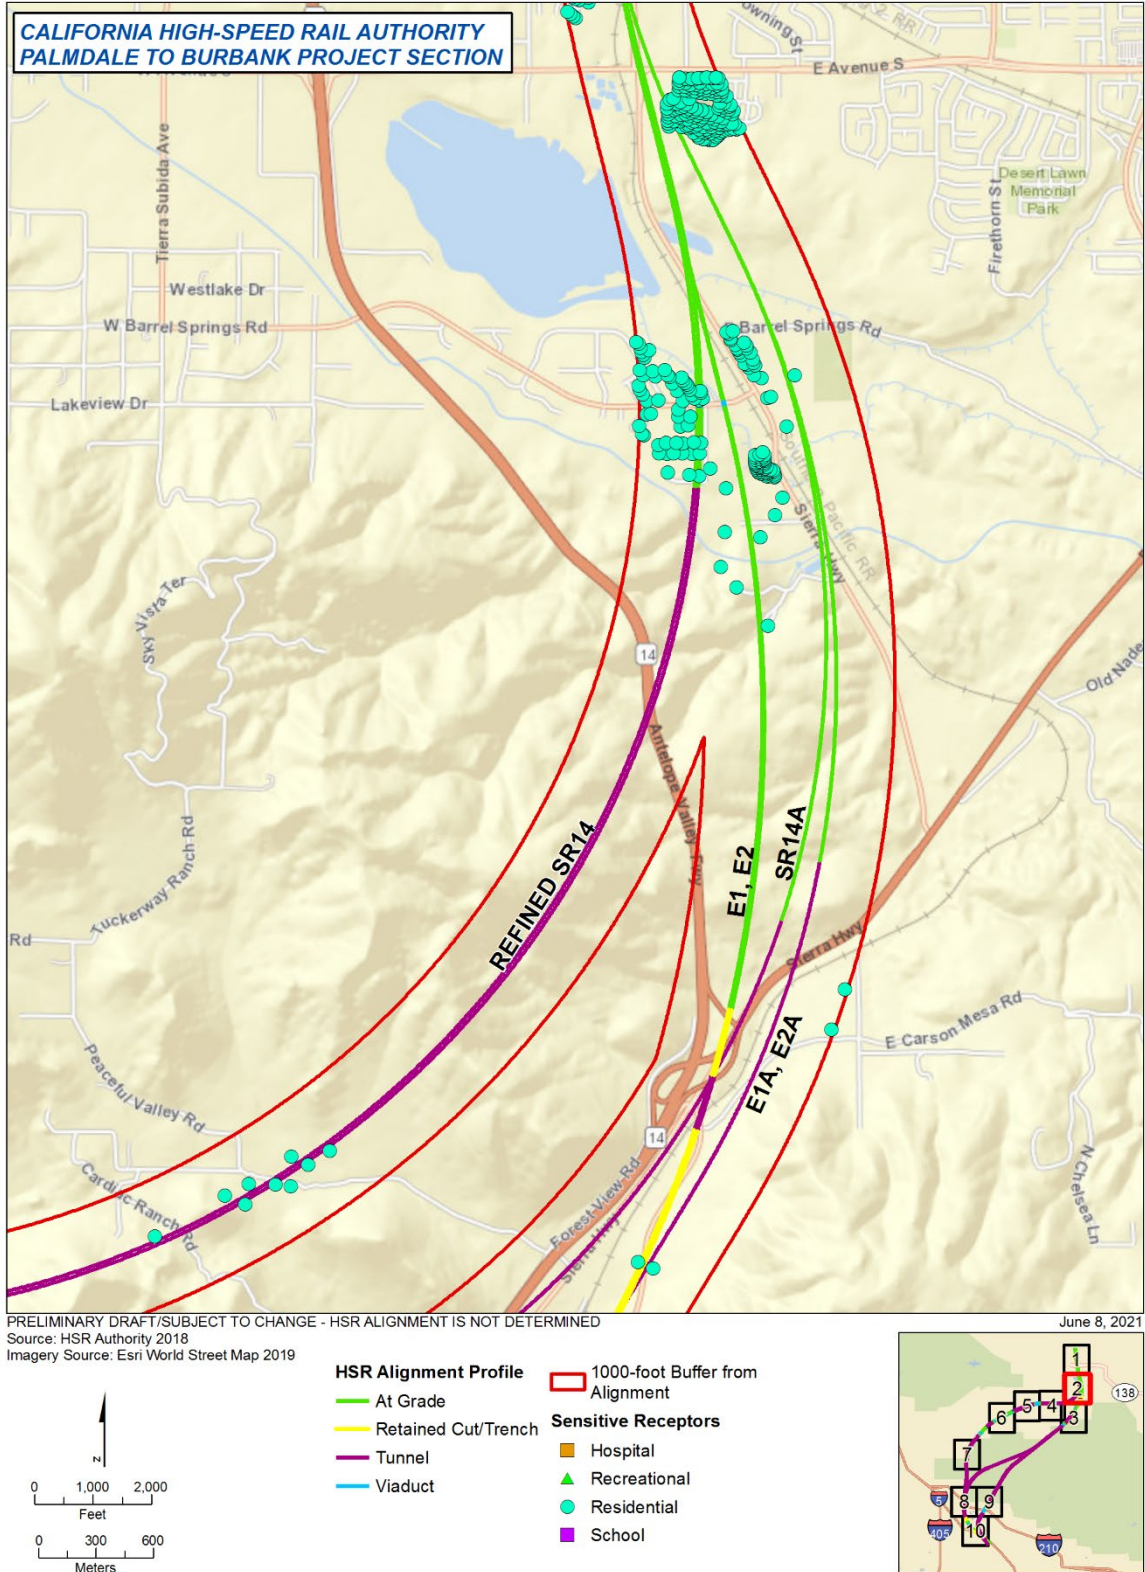 CALIFORNIA HIGH-SPEED RAIL AUTHORITY
PALMDALE TO BURBANK PROJECT SECTION
E Avenue S
Tierra Subida Ave
Desert Lawn
Memorial
Park
Firethorn St
Westlake Dr
W Barrel Springs Rd
Barrel Springs Rd
Lakeview Dr
Southern Pacific RR
Sierra Hwy
Sky Vista Ter
14
Old Nade
Antelope Valley Fwy
REFINED SR14
E1, E2
SR14A
Tuckerway Ranch Rd
Rd
Sierra Hwy
E Carson Mesa Rd
E1A, E2A
Peaceful Valley Rd
14
Cardiac Ranch Rd
Forest View Rd
Sierra Hwy
N Chelsea Ln
PRELIMINARY DRAFT/SUBJECT TO CHANGE - HSR ALIGNMENT IS NOT DETERMINED
June 8, 2021
Source: HSR Authority 2018
Imagery Source: Esri World Street Map 2019
HSR Alignment Profile
At Grade
Retained Cut/Trench
Tunnel
Viaduct
1000-foot Buffer from
Alignment
Sensitive Receptors
Hospital
Recreational
Residential
School
N
0 1,000 2,000
Feet
0 300 600
Meters
1
2
138
3
4
5
6
7
8
9
10
5
405
210